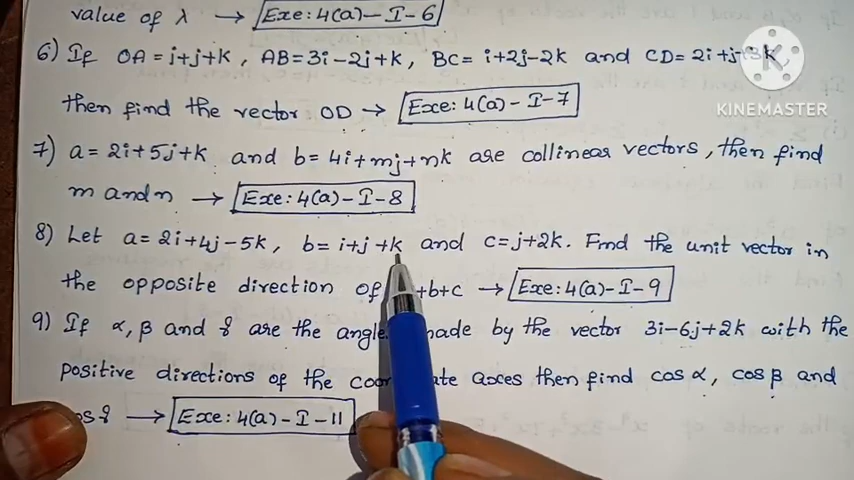 value of λ → Exe: 4(a)-I-6
6) If OA = j+j+k, AB=3i-2j+k, BC= i+2j-2k and CD= 2i+j+3k
then find the vector OD → Exe: 4(a)-I-7
KINEMASTER
7) a= 2i+5j+k and b= 4i+mj+nk are collinear vectors, then find
m and n → Exe: 4(a)-I-8
8) Let a= 2i+4j-5k, b= i+j+k and c= j+2k. Find the unit vector in
the opposite direction of +b+c → Exe: 4(a)-I-9
9) If α, β and γ are the angle made by the vector 3i-6j+2k with the
positive directions of the coordinate axes then find cos α, cos β and
os γ → Exe: 4(a)-I-11